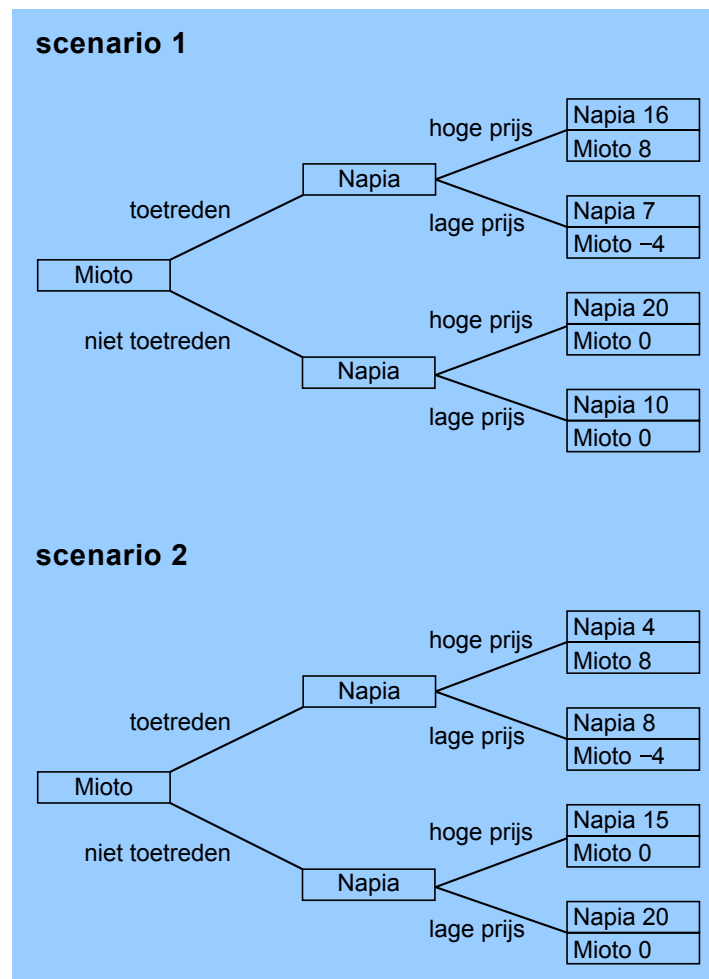 scenario 1
hoge prijs
Napia 16
Mioto 8
Napia
toetreden
lage prijs
Napia 7
Mioto −4
Mioto
niet toetreden
hoge prijs
Napia 20
Mioto 0
Napia
lage prijs
Napia 10
Mioto 0
scenario 2
hoge prijs
Napia 4
Mioto 8
Napia
toetreden
lage prijs
Napia 8
Mioto −4
Mioto
niet toetreden
hoge prijs
Napia 15
Mioto 0
Napia
lage prijs
Napia 20
Mioto 0